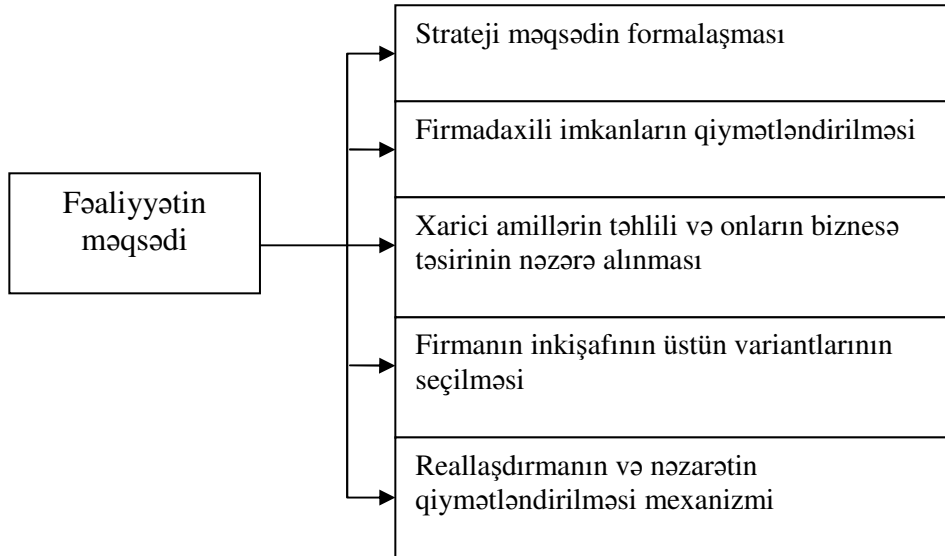 Strateji məqsədin formalaşması
Firmadaxili imkanların qiymətləndirilməsi
Fəaliyyətin
məqsədi
Xarici amillərin təhlili və onların biznesə
təsirinin nəzərə alınması
Firmanın inkişafının üstün variantlarının
seçilməsi
Reallaşdırmanın və nəzarətin
qiymətləndirilməsi mexanizmi